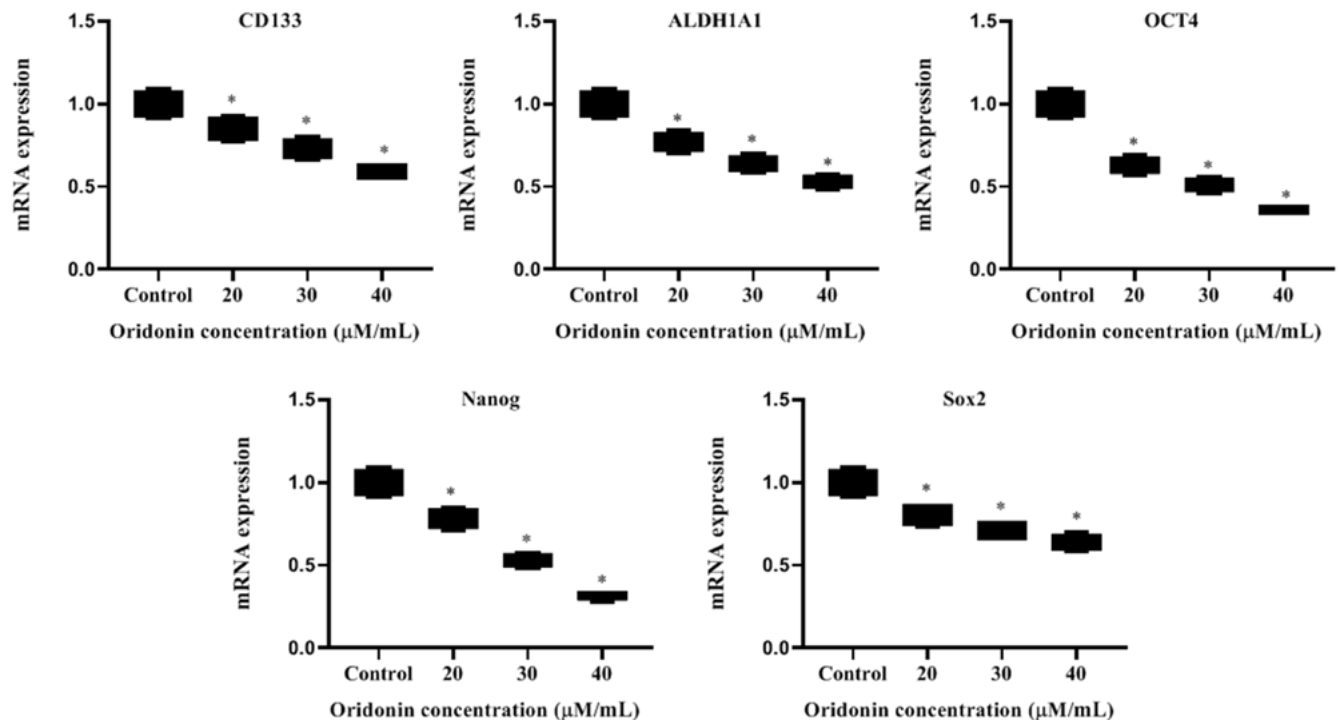 CD133
1.5
1.0
0.5
0.0
mRNA expression
*
*
*
Control 20 30 40
Oridonin concentration (μM/mL)
ALDH1A1
1.5
1.0
0.5
0.0
mRNA expression
*
*
*
Control 20 30 40
Oridonin concentration (μM/mL)
OCT4
1.5
1.0
0.5
0.0
mRNA expression
*
*
*
Control 20 30 40
Oridonin concentration (μM/mL)
Nanog
1.5
1.0
0.5
0.0
mRNA expression
*
*
*
Control 20 30 40
Oridonin concentration (μM/mL)
Sox2
1.5
1.0
0.5
0.0
mRNA expression
*
*
*
Control 20 30 40
Oridonin concentration (μM/mL)